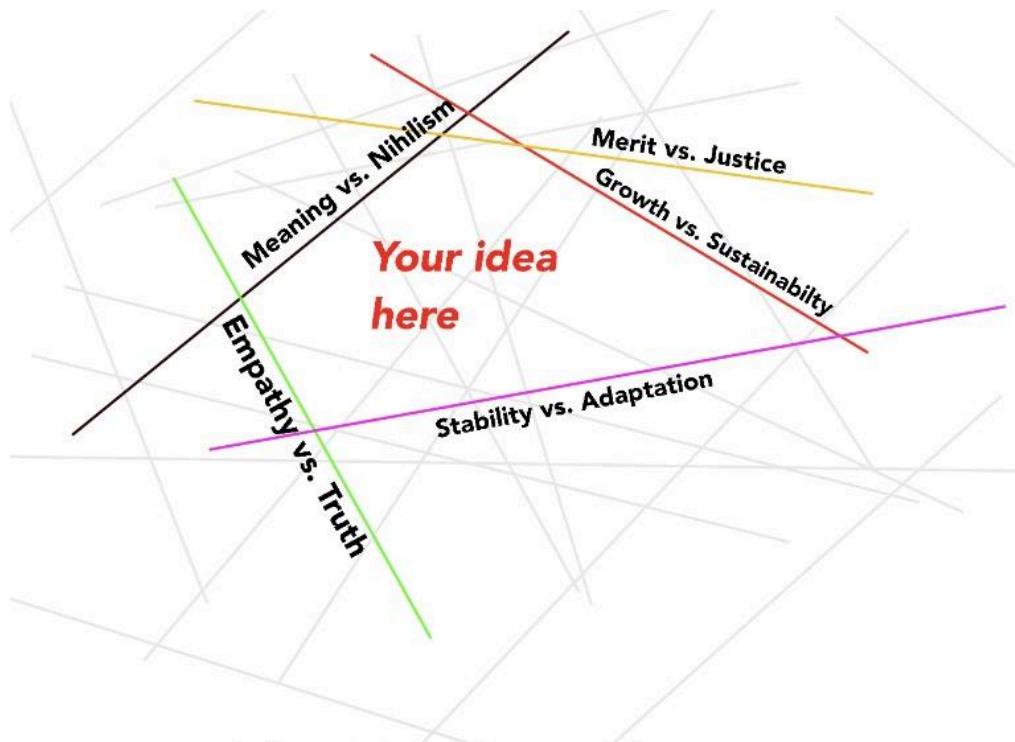 Meaning vs. Nihilism
Merit vs. Justice
Growth vs. Sustainabilty
Your idea
here
Empathy vs. Truth
Stability vs. Adaptation